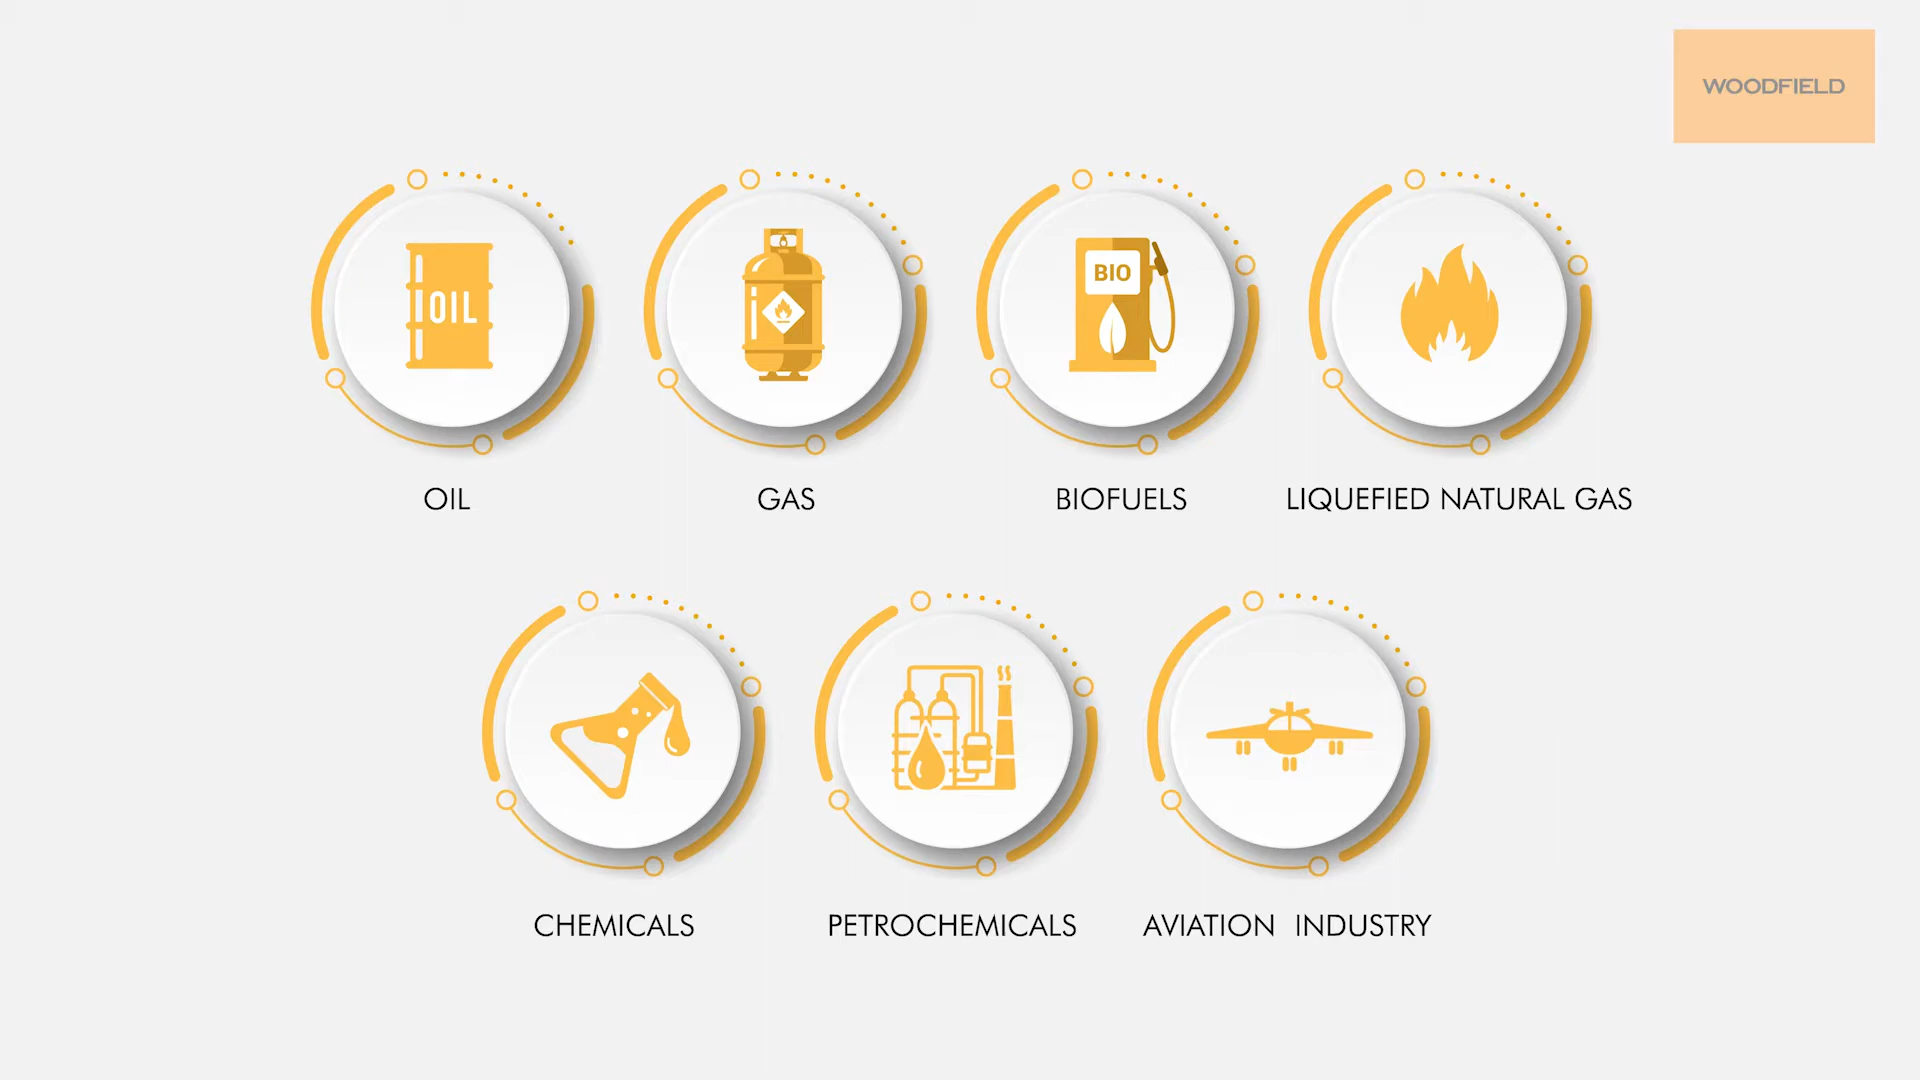 WOODFIELD
OIL
BIO
OIL
GAS
BIOFUELS
LIQUEFIED NATURAL GAS
CHEMICALS
PETROCHEMICALS
AVIATION INDUSTRY